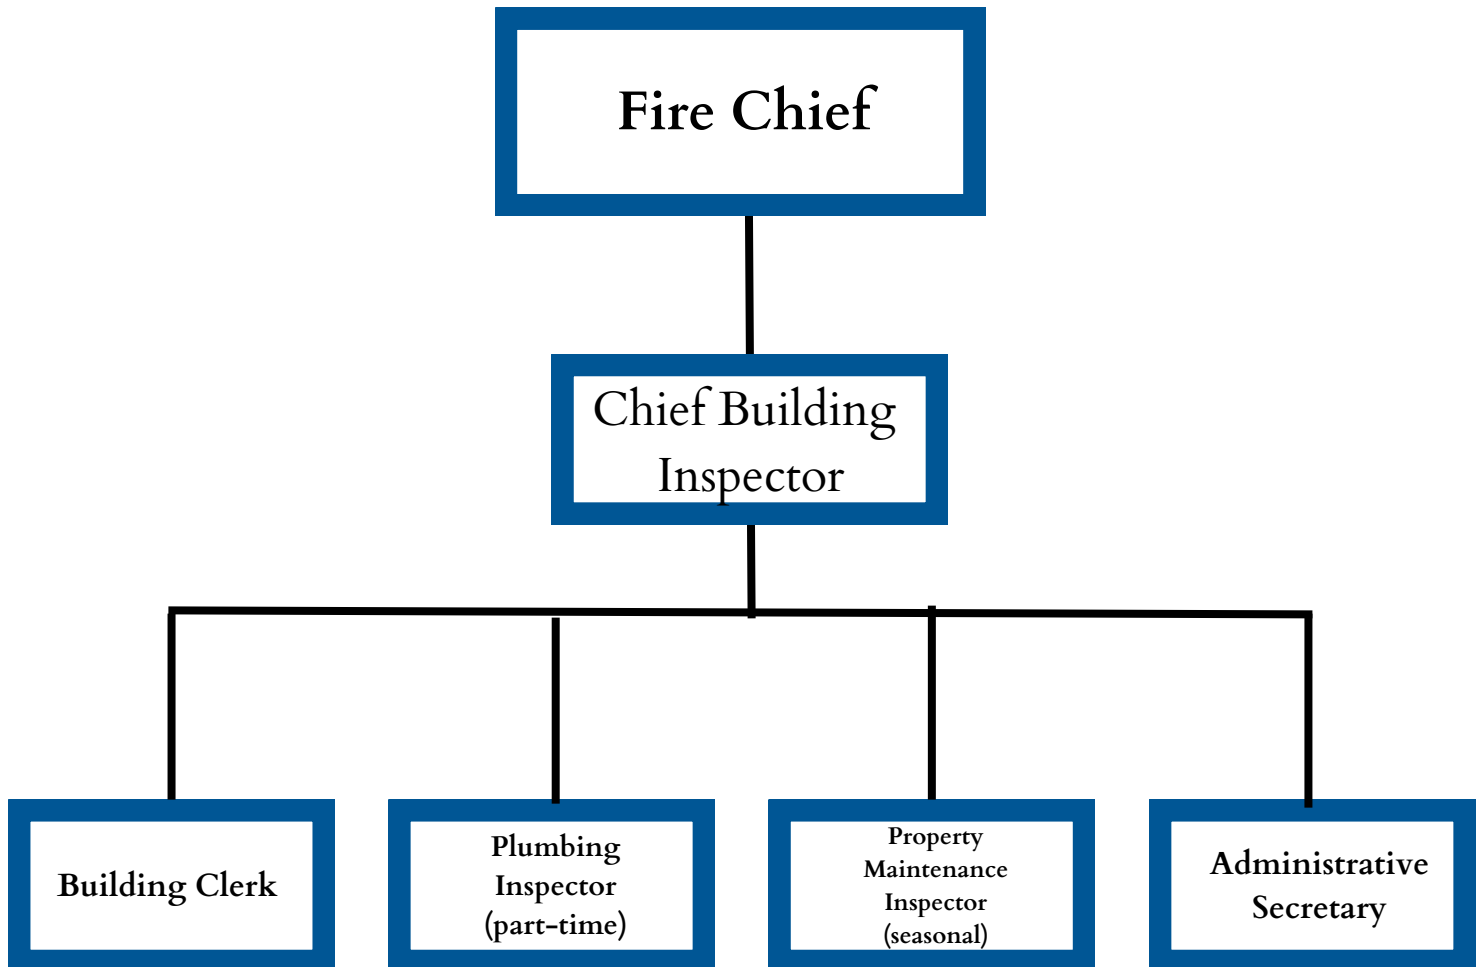 Fire Chief
Chief Building
Inspector
Building Clerk
Plumbing
Inspector
(part-time)
Property
Maintenance
Inspector
(seasonal)
Administrative
Secretary